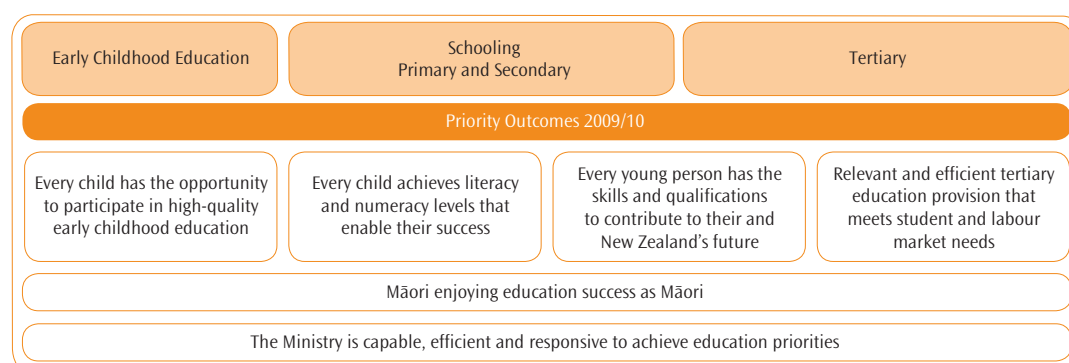 Early Childhood Education
Schooling
Primary and Secondary
Tertiary
Priority Outcomes 2009/10
Every child has the opportunity
to participate in high-quality
early childhood education
Every child achieves literacy
and numeracy levels that
enable their success
Every young person has the
skills and qualifications
to contribute to their and
New Zealand's future
Relevant and efficient tertiary
education provision that
meets student and labour
market needs
Māori enjoying education success as Māori
The Ministry is capable, efficient and responsive to achieve education priorities